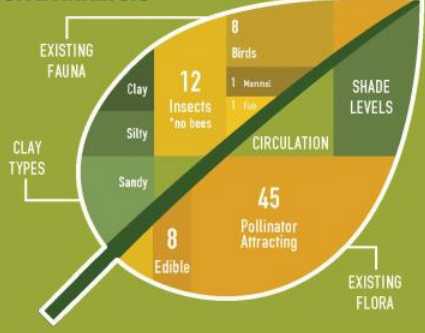 EXISTING
FAUNA
8
Birds
12
Insects
*no bees
1 Mammal
1 Fish
Clay
Silty
Sandy
SHADE
LEVELS
CIRCULATION
CLAY
TYPES
45
Pollinator
Attracting
8
Edible
EXISTING
FLORA